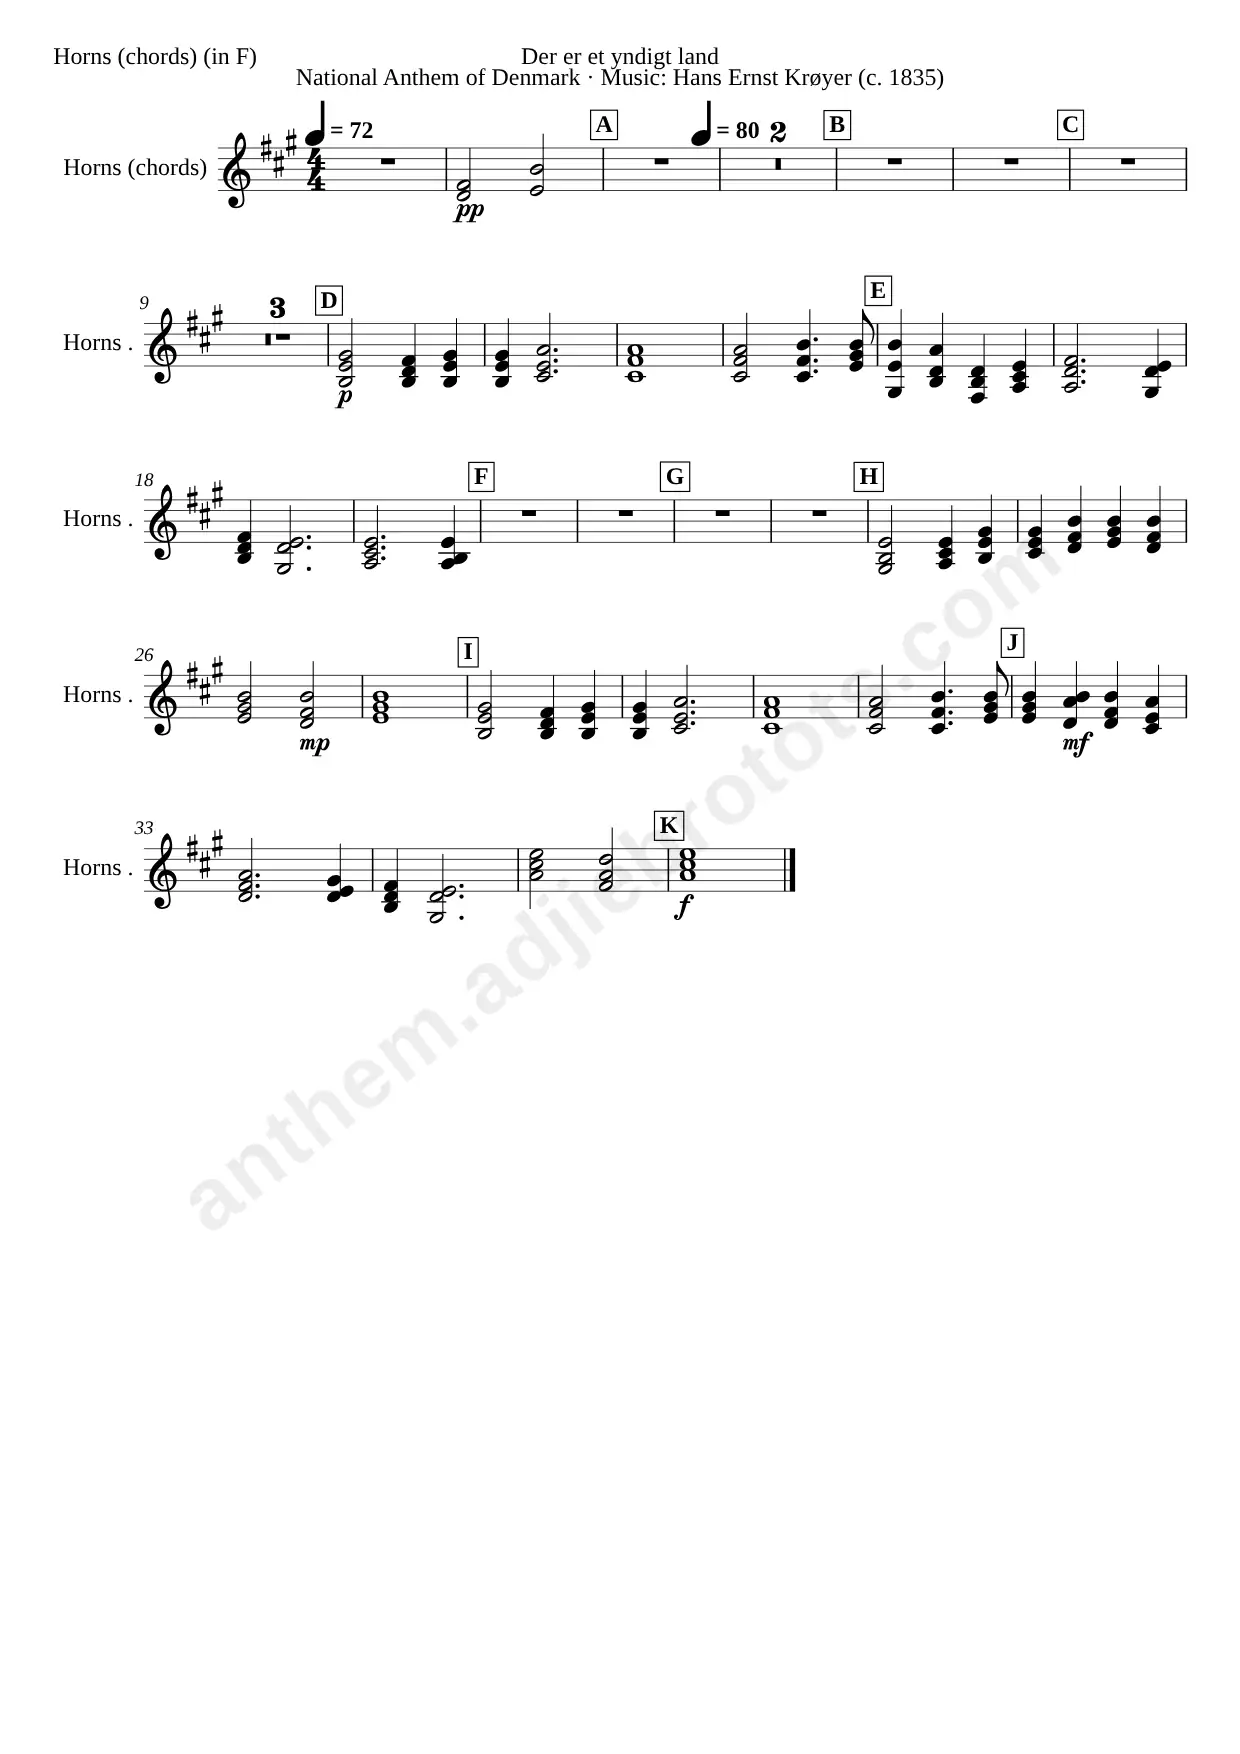 Horns (chords) (in F)
Der er et yndigt land
National Anthem of Denmark · Music: Hans Ernst Krøyer (c. 1835)
= 72
A
= 80
2
B
C
Horns (chords)
4
4
pp
9
3
D
E
Horns .
p
18
F
G
H
Horns .
26
I
J
Horns .
mp
mf
33
K
Horns .
f
anthem.adjiebrotots.com